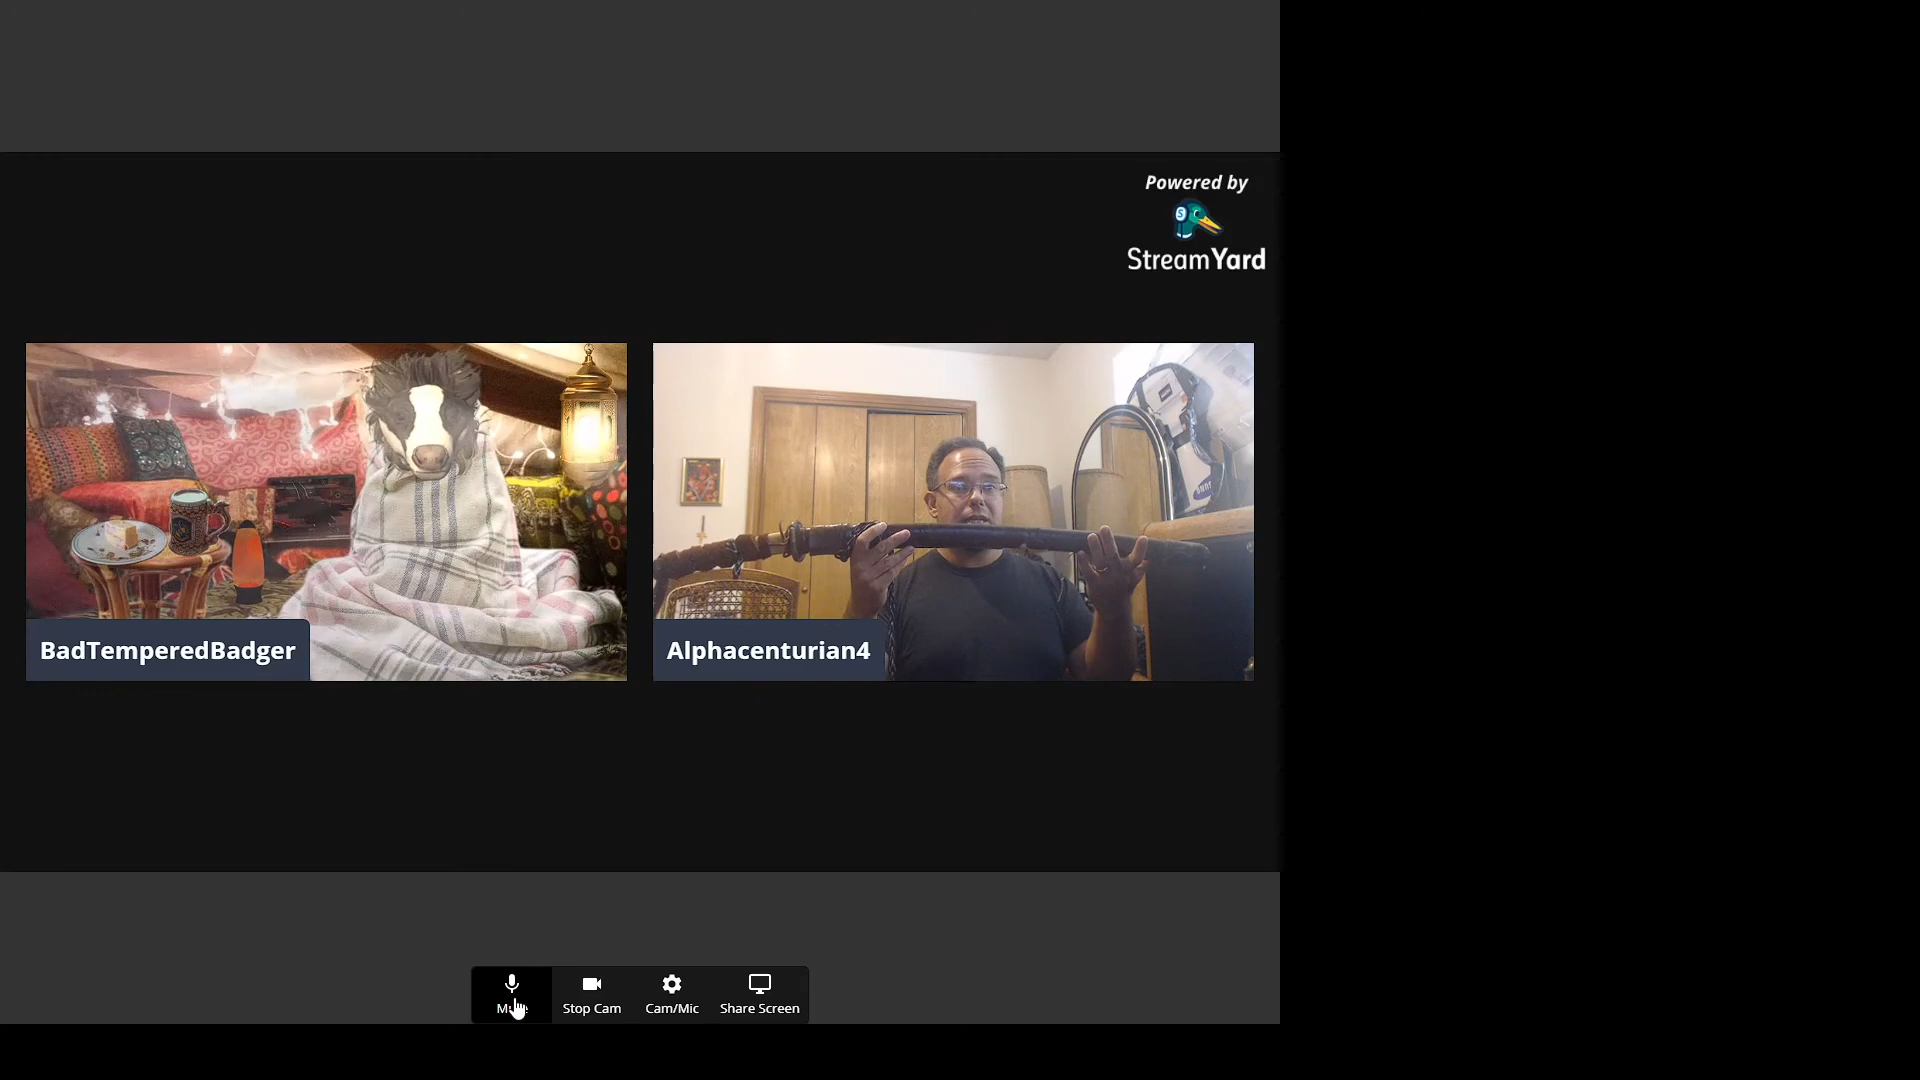 Powered by
StreamYard
BadTemperedBadger
Alphacenturian4
Stop Cam
Cam/Mic
Share Screen